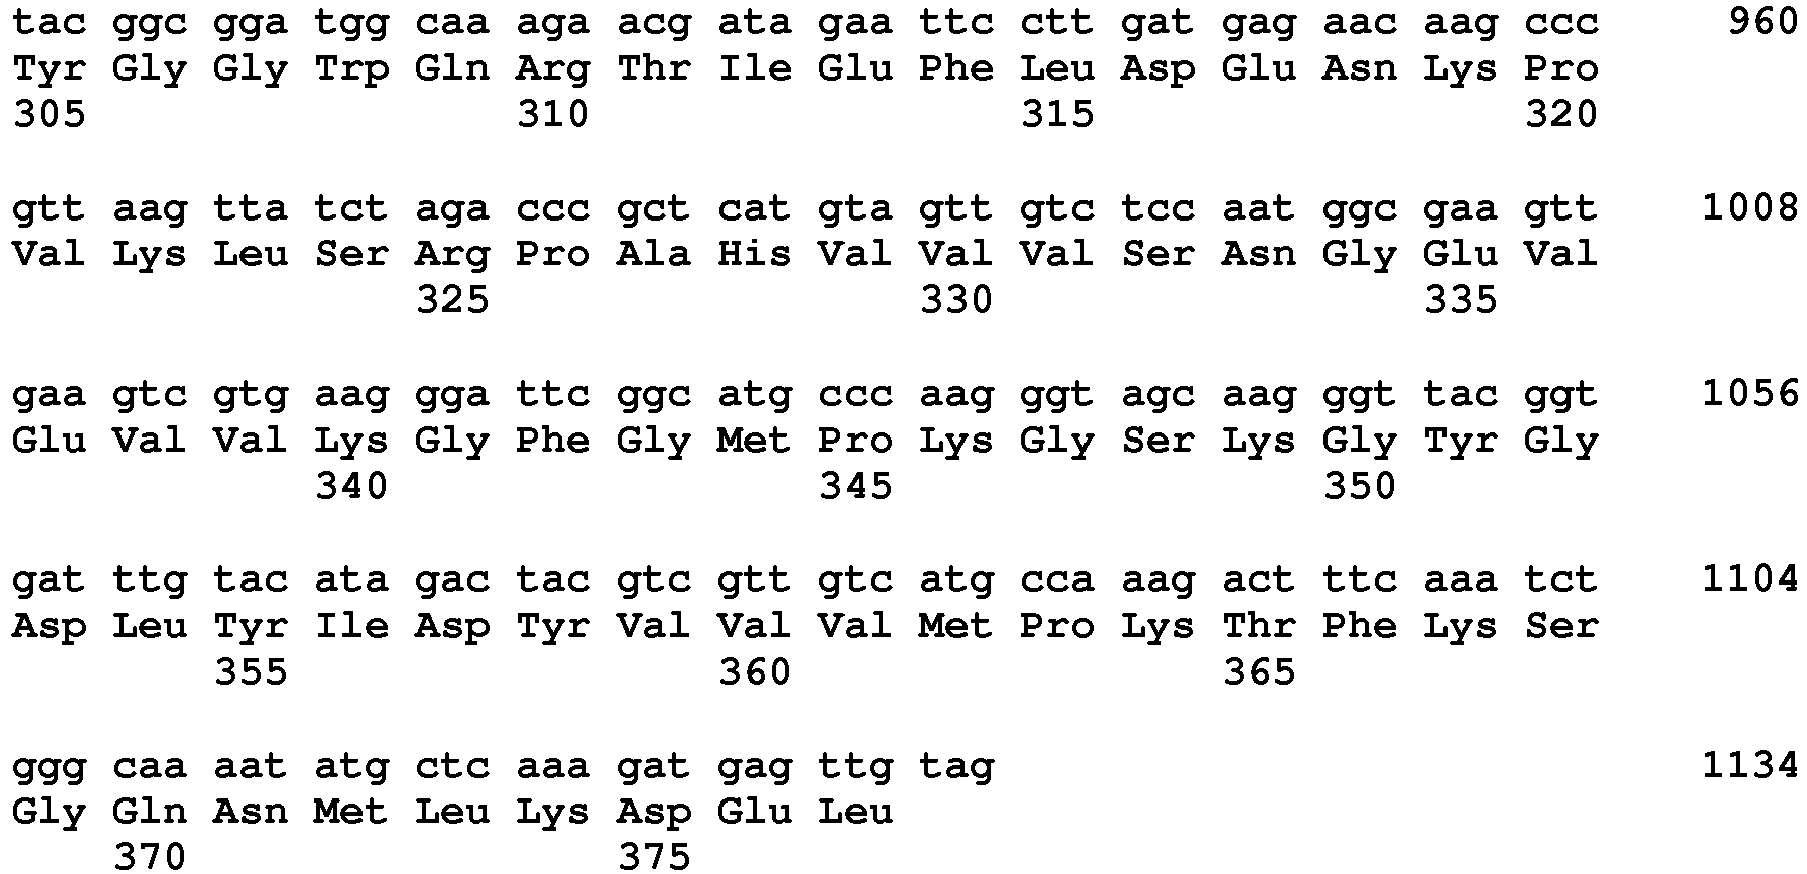 tac ggc gga tgg caa aga acg ata gaa ttc ctt gat gag aac aag ccc 960
Tyr Gly Gly Trp Gln Arg Thr Ile Glu Phe Leu Asp Glu Asn Lys Pro
305 310 315 320
gtt aag tta tct aga ccc gct cat gta gtt gtc tcc aat ggc gaa gtt 1008
Val Lys Leu Ser Arg Pro Ala His Val Val Val Ser Asn Gly Glu Val
325 330 335
gaa gtc gtg aag gga ttc ggc atg ccc aag ggt agc aag ggt tac ggt 1056
Glu Val Val Lys Gly Phe Gly Met Pro Lys Gly Ser Lys Gly Tyr Gly
340 345 350
gat ttg tac ata gac tac gtc gtt gtc atg cca aag act ttc aaa tct 1104
Asp Leu Tyr Ile Asp Tyr Val Val Val Met Pro Lys Thr Phe Lys Ser
355 360 365
ggg caa aat atg ctc aaa gat gag ttg tag 1134
Gly Gln Asn Met Leu Lys Asp Glu Leu
370 375